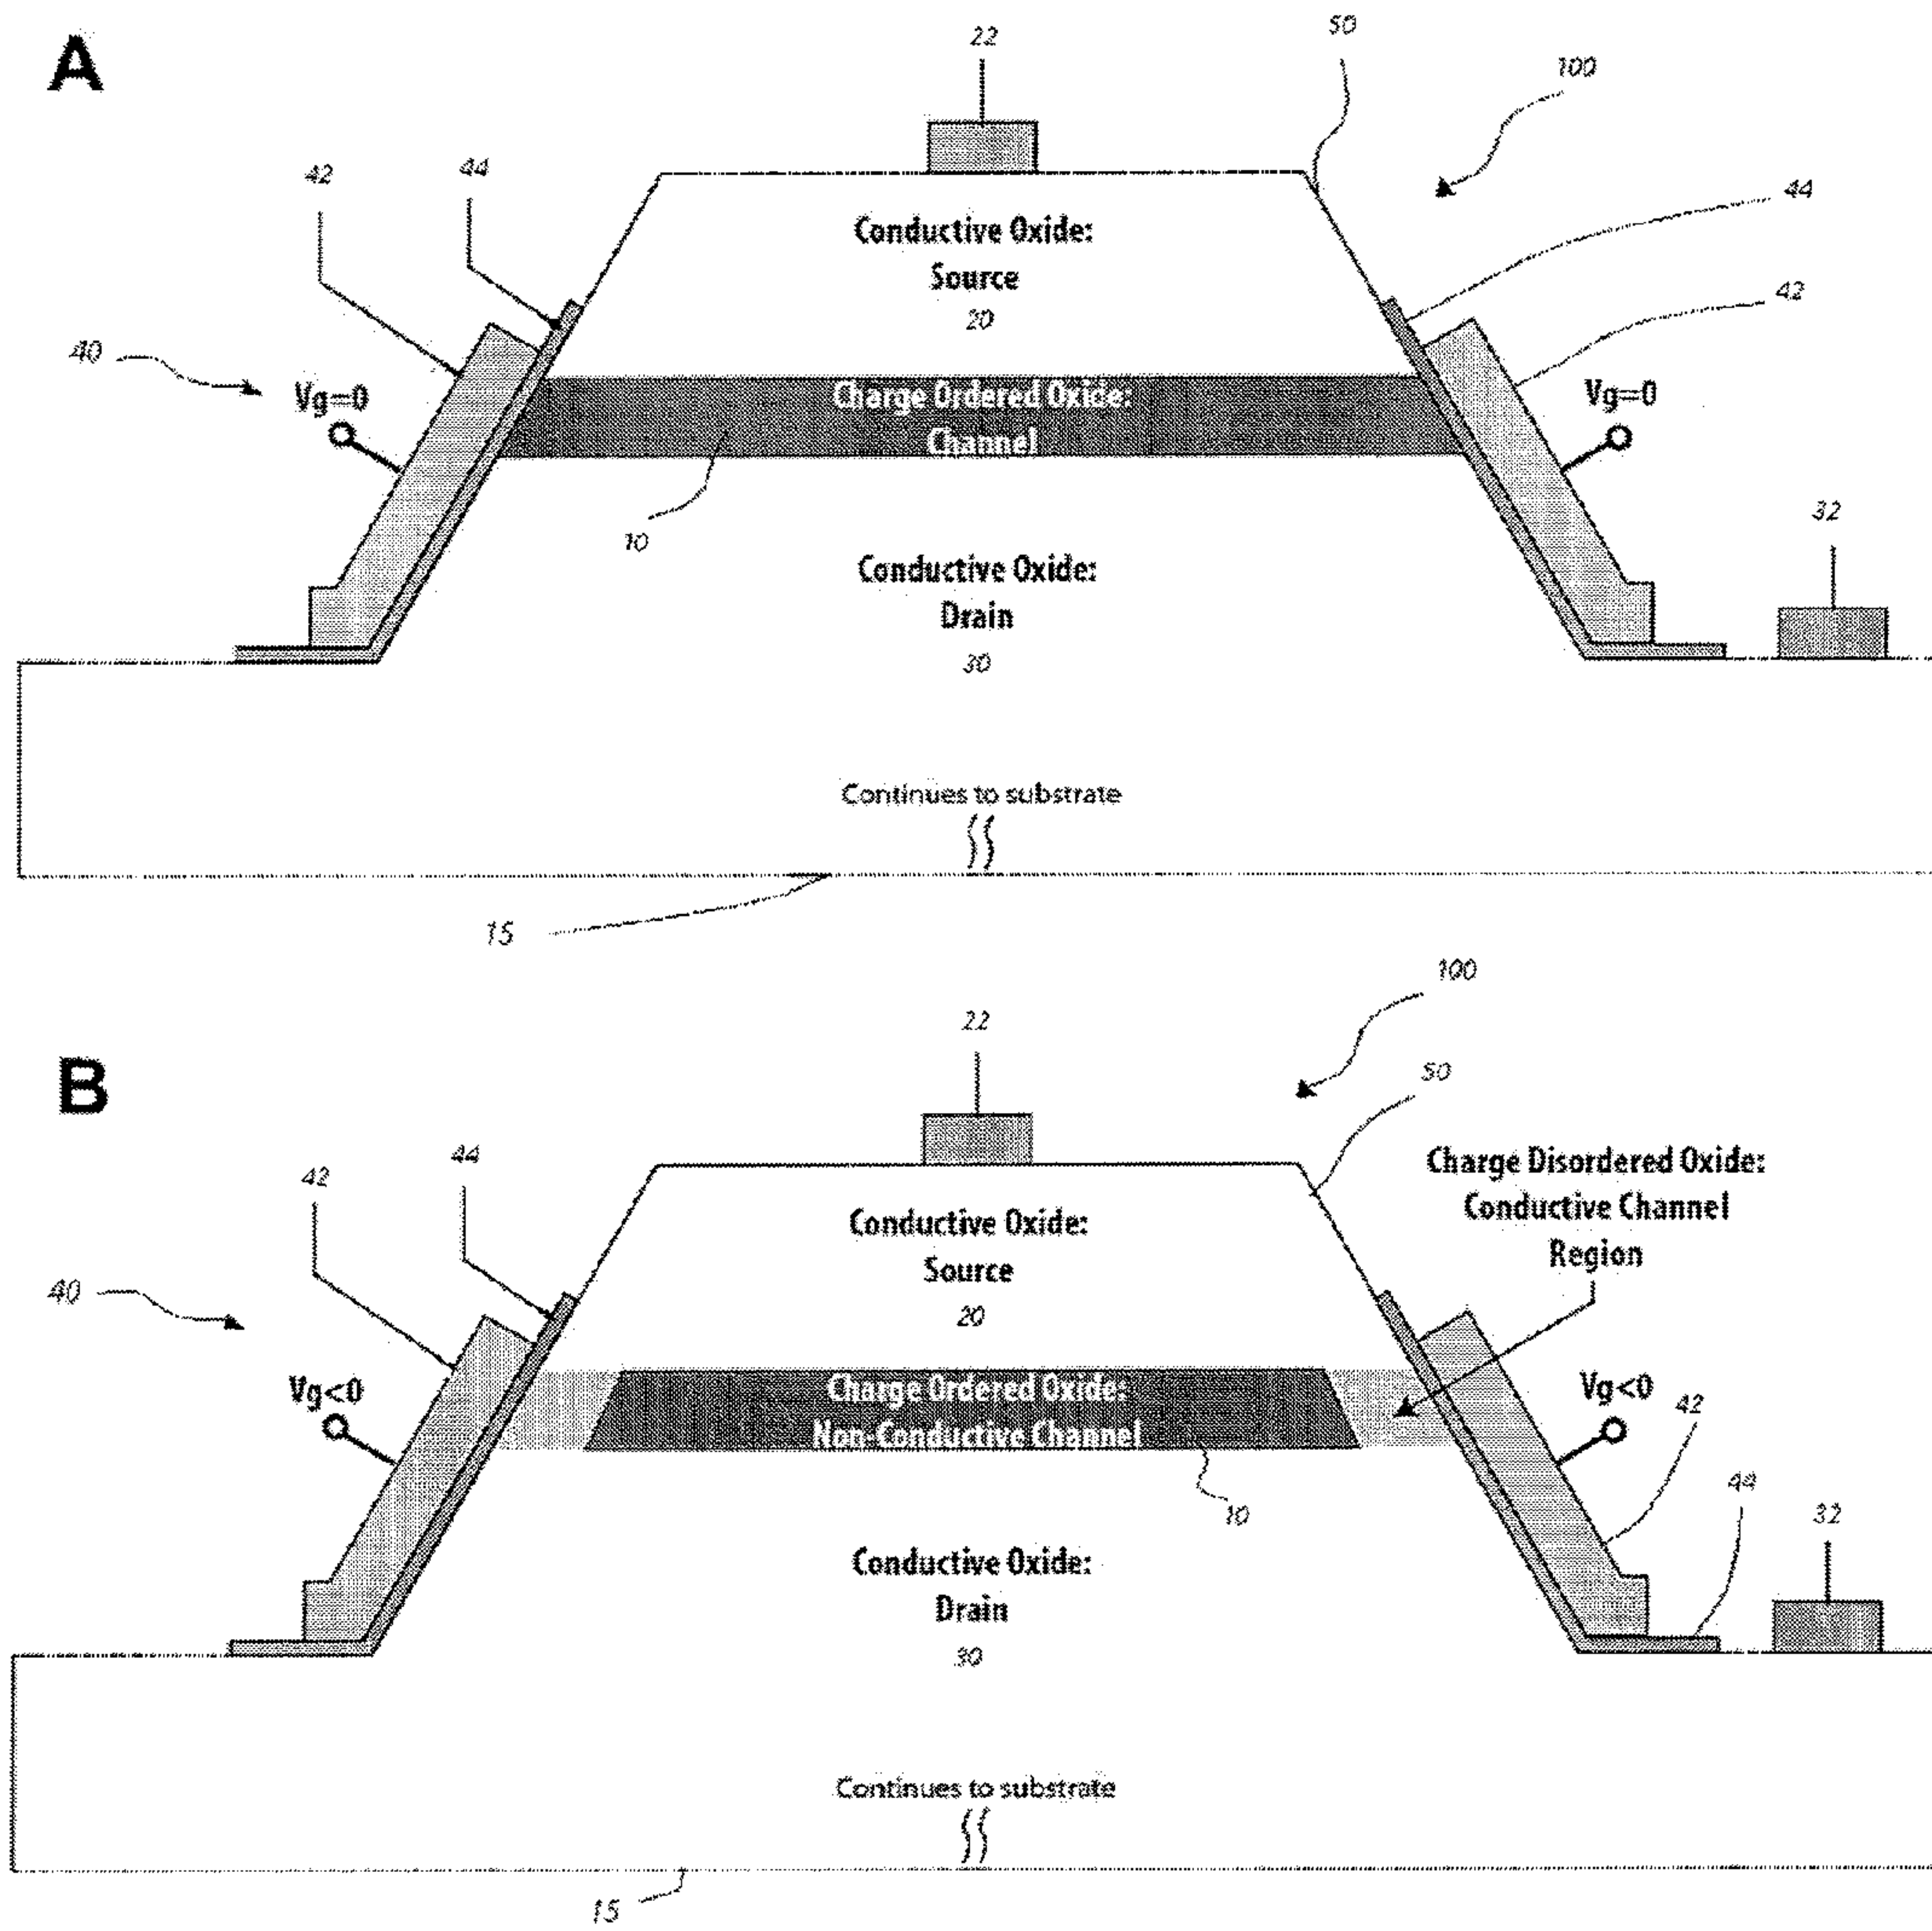 A
22
50
100
42
44
44
42
40
Vg=0
Vg=0
Conductive Oxide:
Source
20
Charge Ordered Oxide:
Channel
10
32
Conductive Oxide:
Drain
30
Continues to substrate
15
100
B
22
50
42
44
Charge Disordered Oxide:
Conductive Channel
Region
40
Conductive Oxide:
Source
20
Vg<0
Vg<0
42
Charge Ordered Oxide:
Non-Conductive Channel
10
44
32
Conductive Oxide:
Drain
30
Continues to substrate
15